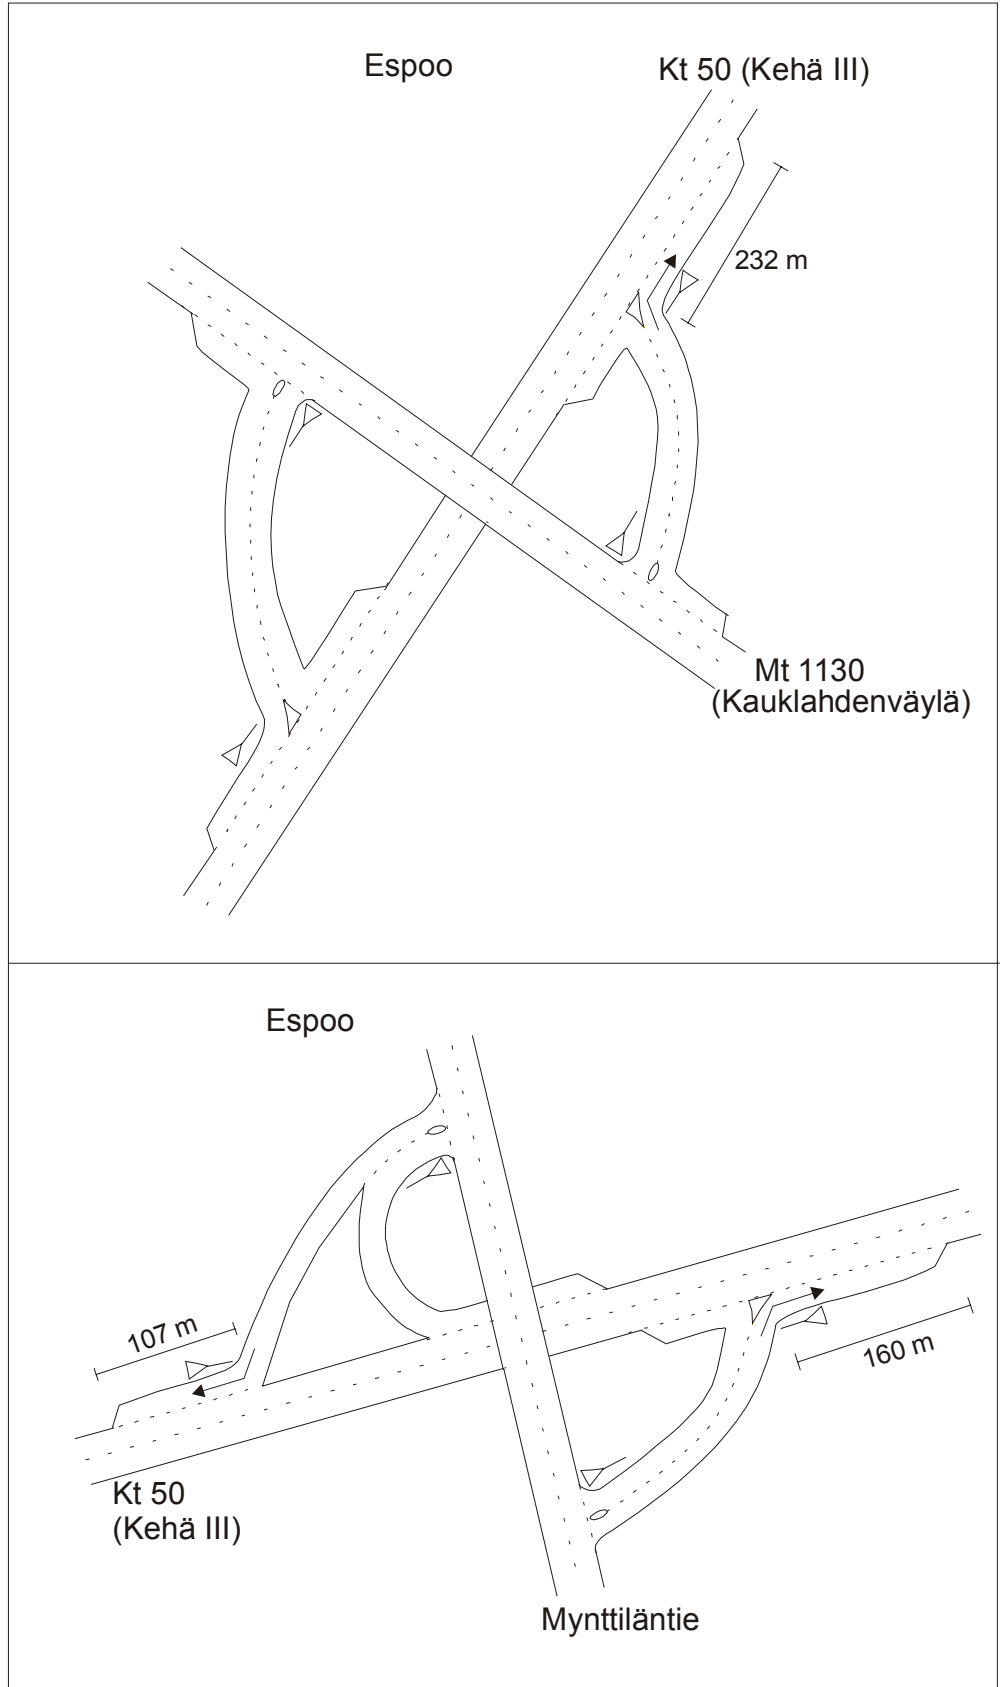 Espoo
Kt 50 (Kehä III)
232 m
Mt 1130
(Kauklahdenväylä)
Espoo
107 m
160 m
Kt 50
(Kehä III)
Mynttiläntie